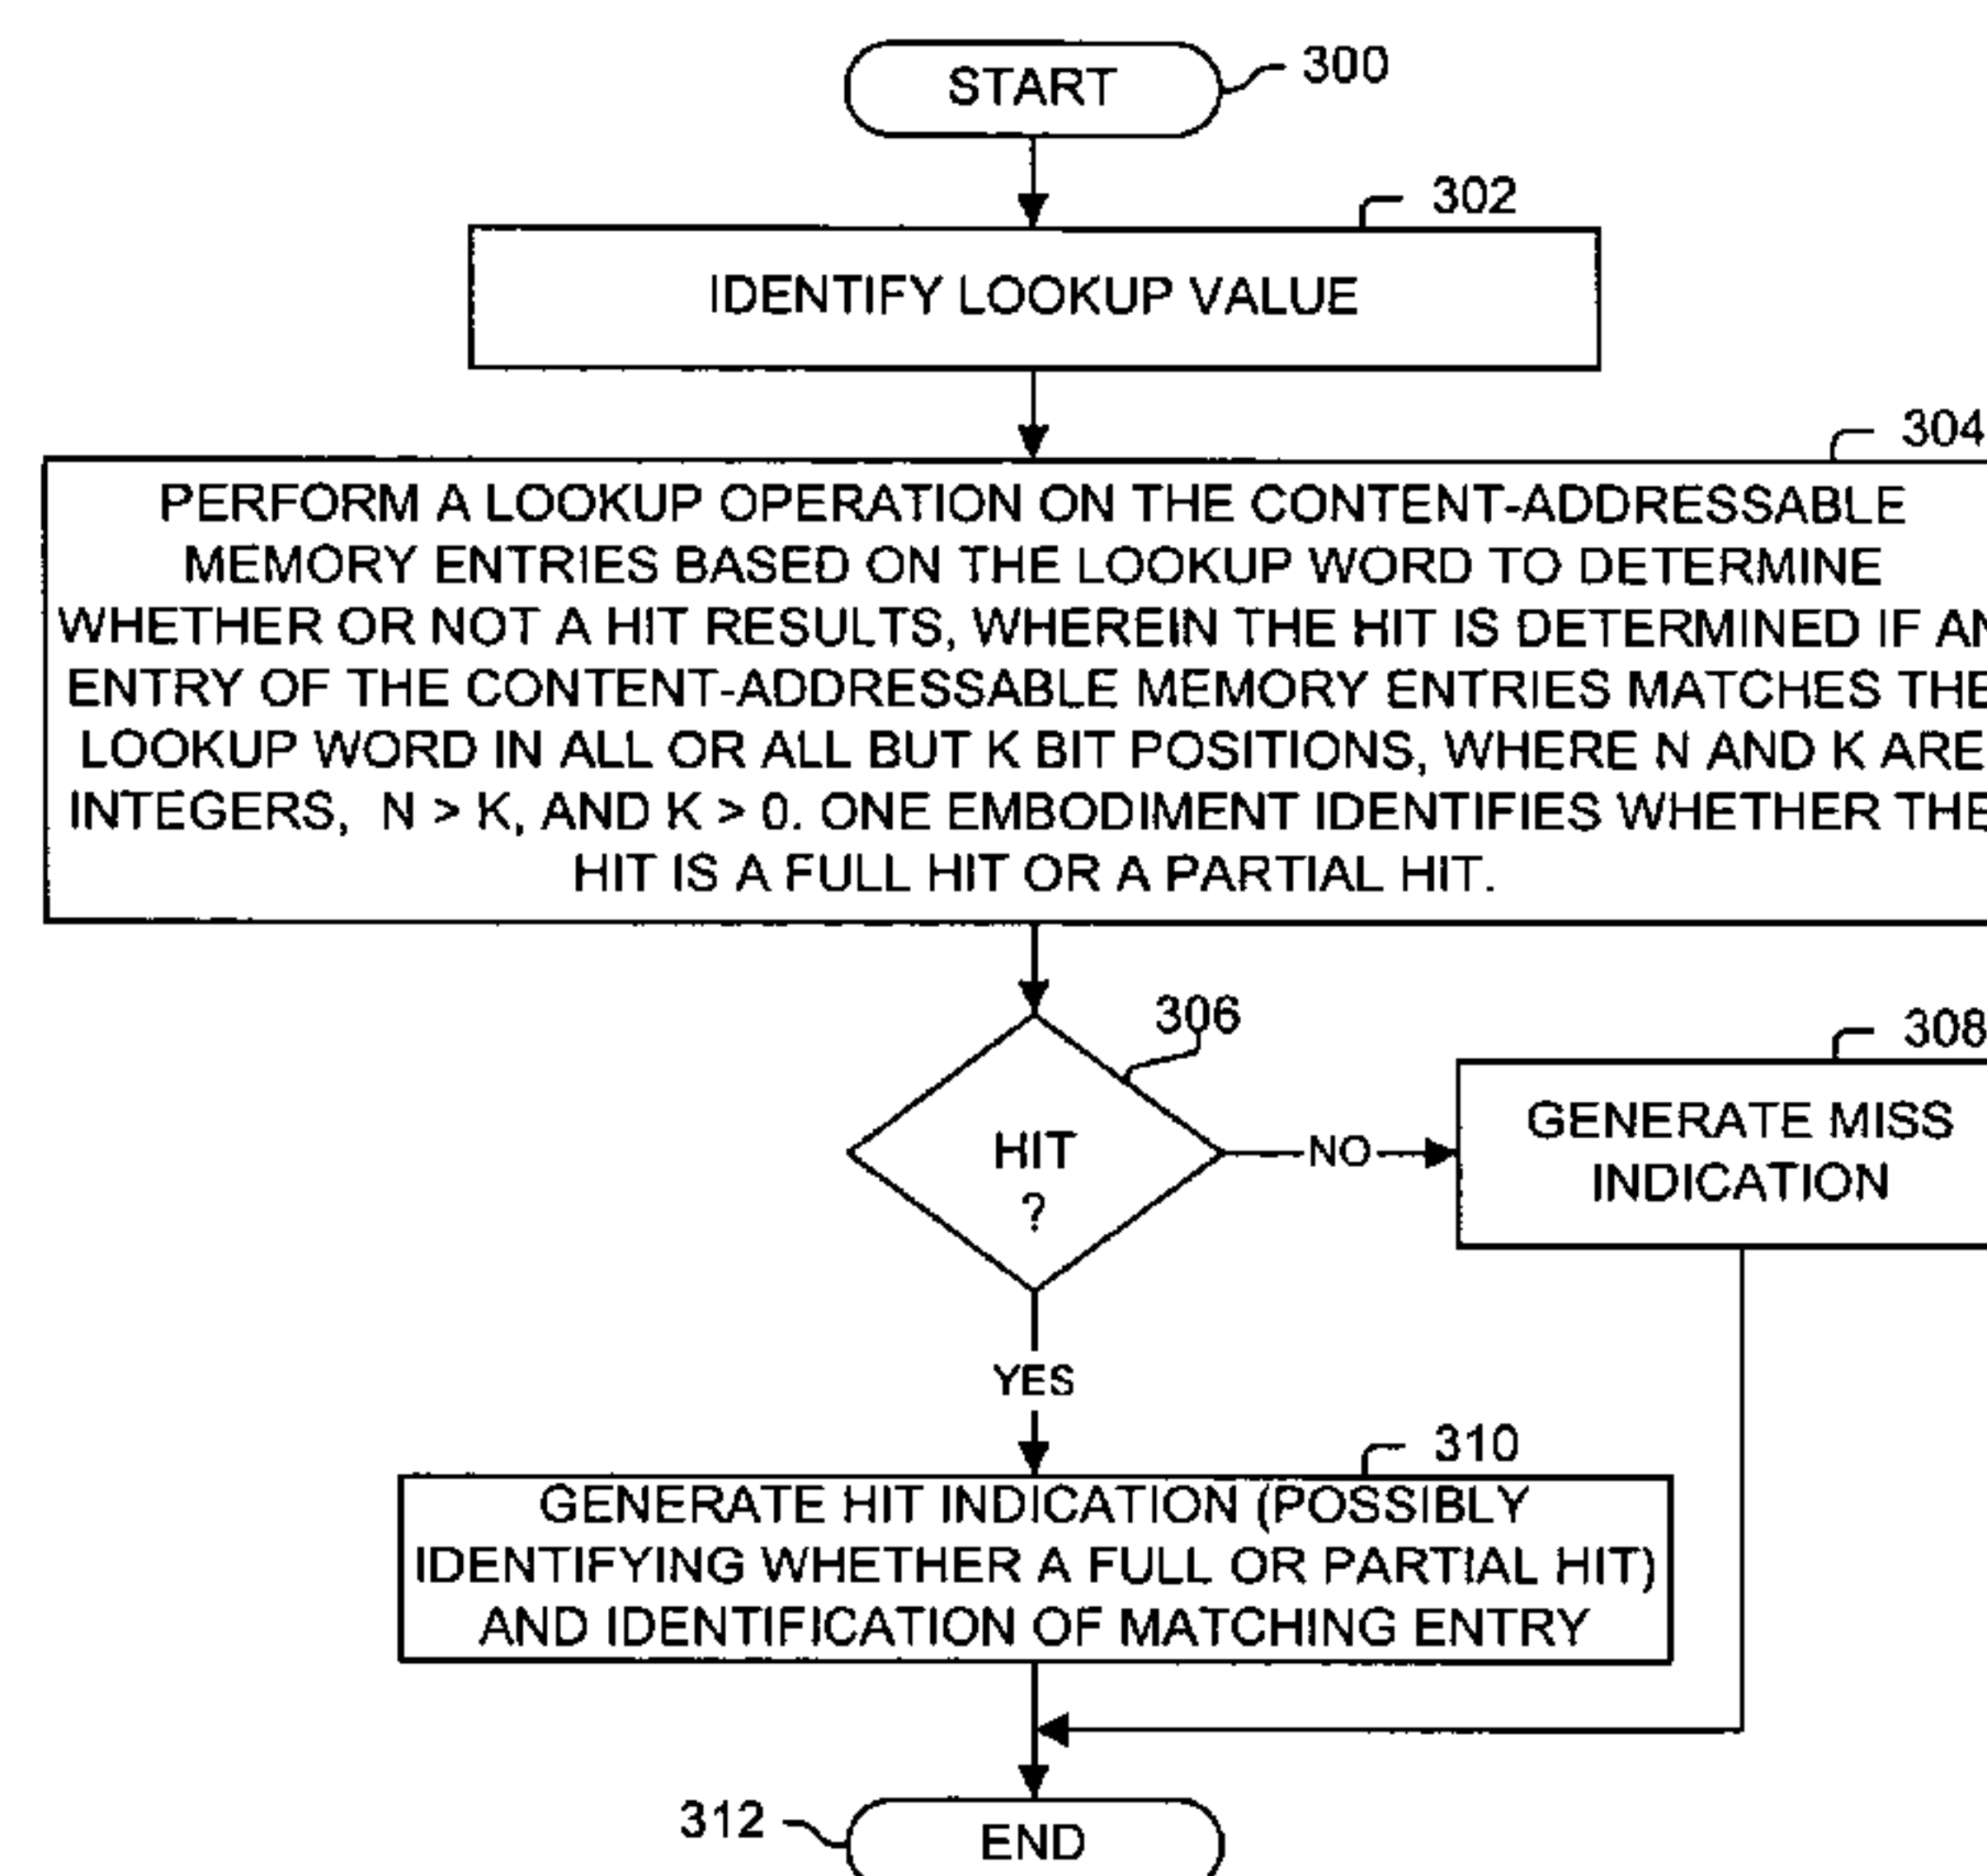 START
300
302
IDENTIFY LOOKUP VALUE
304
PERFORM A LOOKUP OPERATION ON THE CONTENT-ADDRESSABLE
MEMORY ENTRIES BASED ON THE LOOKUP WORD TO DETERMINE
WHETHER OR NOT A HIT RESULTS, WHEREIN THE HIT IS DETERMINED IF AN
ENTRY OF THE CONTENT-ADDRESSABLE MEMORY ENTRIES MATCHES THE
LOOKUP WORD IN ALL OR ALL BUT K BIT POSITIONS, WHERE N AND K ARE
INTEGERS, N > K, AND K > 0. ONE EMBODIMENT IDENTIFIES WHETHER THE
HIT IS A FULL HIT OR A PARTIAL HIT.
306
308
HIT
?
NO
GENERATE MISS
INDICATION
YES
310
GENERATE HIT INDICATION (POSSIBLY
IDENTIFYING WHETHER A FULL OR PARTIAL HIT)
AND IDENTIFICATION OF MATCHING ENTRY
312
END